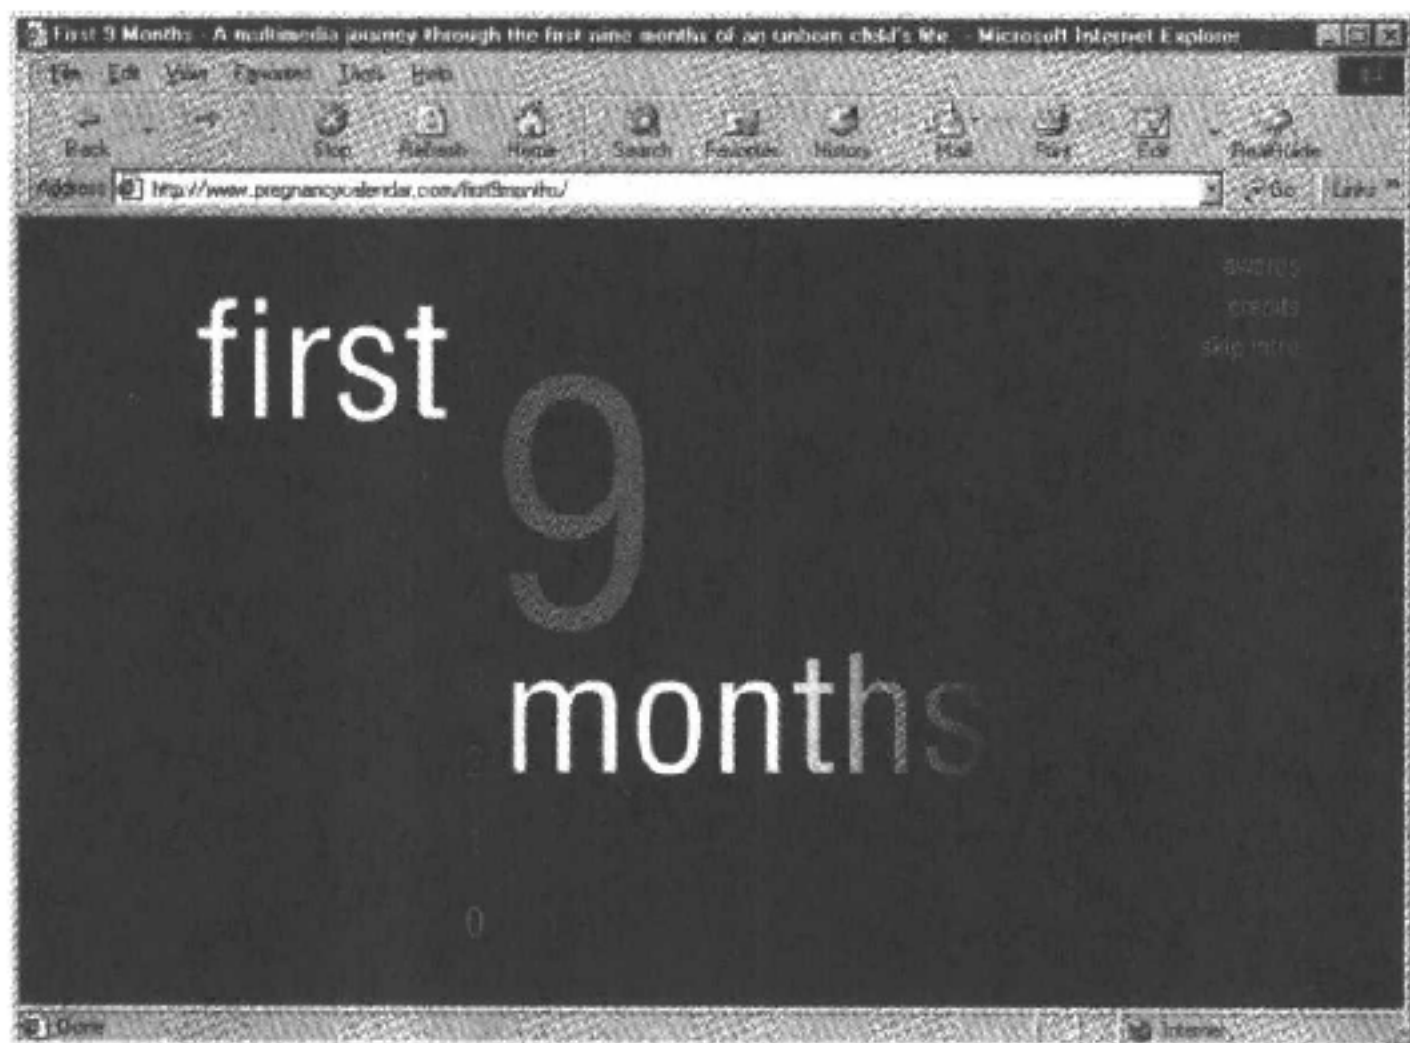 First 9 Months - A multimedia journey through the first nine months of an unborn child's life. - Microsoft Internet Explorer
File Edit View Favorites Tools Help
Back Stop Refresh Home Search Favorites History Mail Print Edit RealGuide
Address http://www.pregnancycalendar.com/first9months/ Go Links »
awards
credits
skip intro
first
9
months
2
0
Done Internet